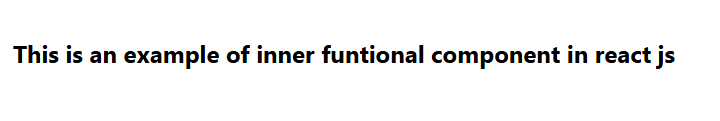 This is an example of inner funtional component in react js